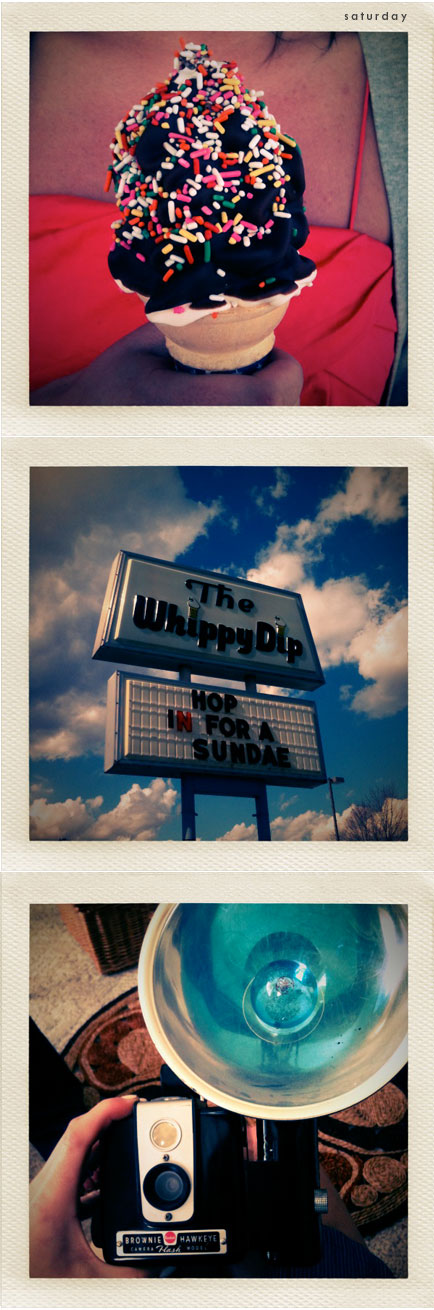 saturday
The
WhippyDip
HOP
IN FOR A
SUNDAE
BROWNIE HAWKEYE
CAMERA Flash MODEL